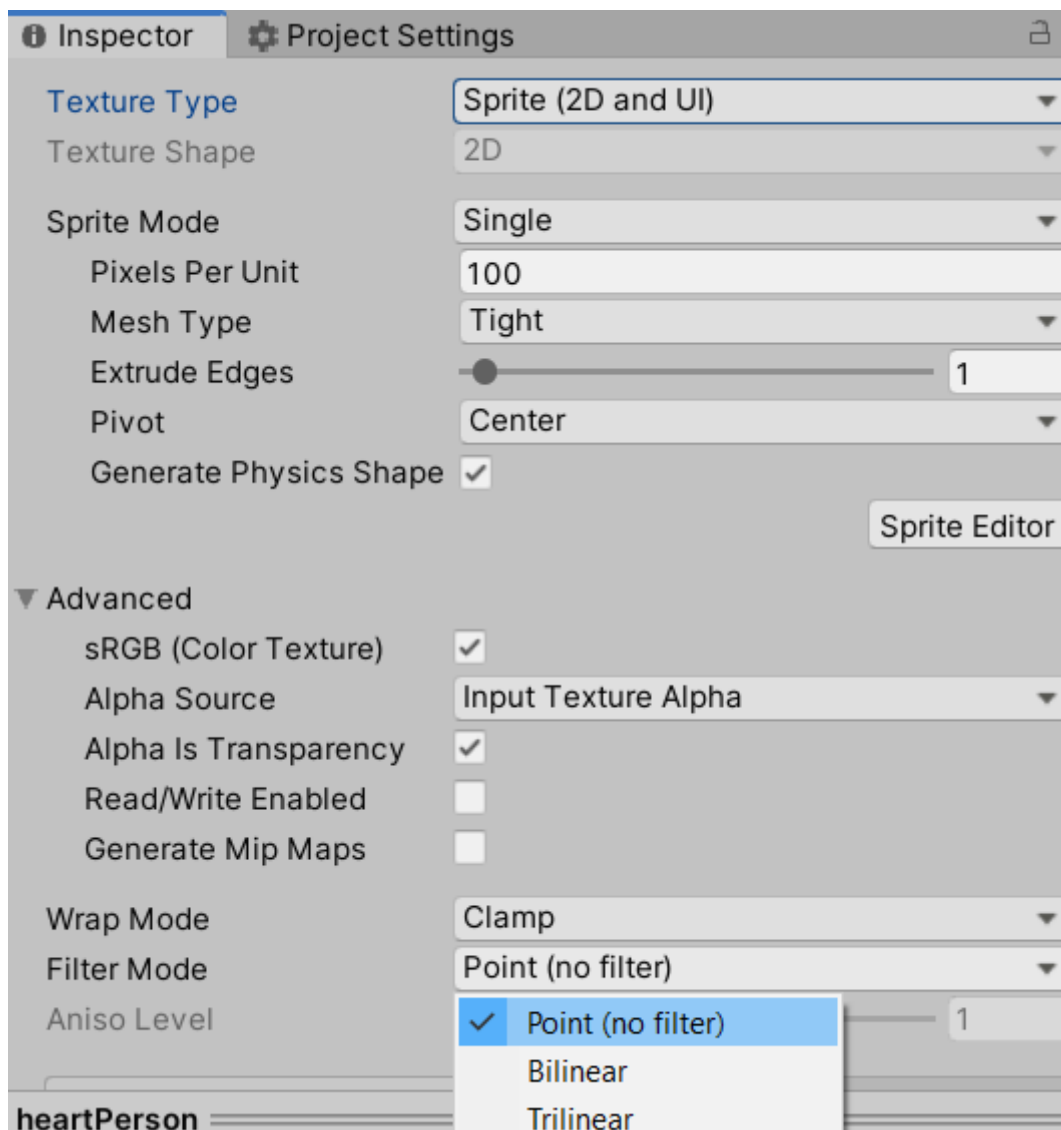 Inspector Project Settings
Texture Type Sprite (2D and UI)
Texture Shape 2D
Sprite Mode Single
Pixels Per Unit 100
Mesh Type Tight
Extrude Edges 1
Pivot Center
Generate Physics Shape
Sprite Editor
Advanced
sRGB (Color Texture)
Alpha Source Input Texture Alpha
Alpha Is Transparency
Read/Write Enabled
Generate Mip Maps
Wrap Mode Clamp
Filter Mode Point (no filter)
Aniso Level 1
Point (no filter)
Bilinear
Trilinear
heartPerson